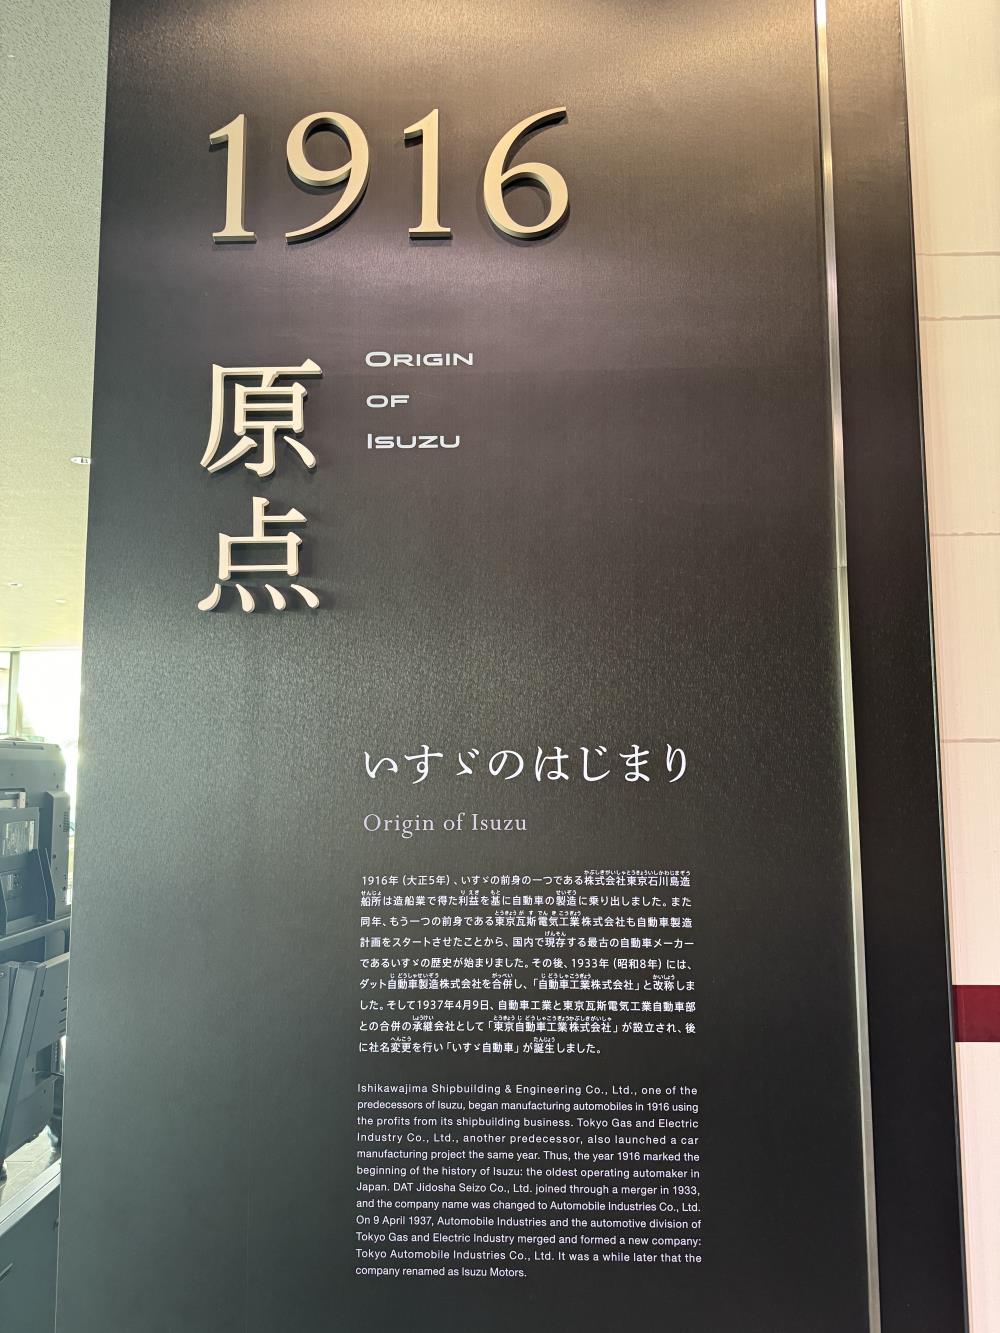 1916
原点
Origin
of
Isuzu
いすゞのはじまり
Origin of Isuzu
1916年（大正5年）、いすゞの前身の一つである株式会社東京石川島造
船所は造船業で得た利益を基に自動車の製造に乗り出しました。また
同年、もう一つの前身である東京瓦斯電気工業株式会社も自動車製造
計画をスタートさせたことから、国内で現存する最古の自動車メーカー
であるいすゞの歴史が始まりました。その後、1933年（昭和8年）には、
ダット自動車製造株式会社を合併し、「自動車工業株式会社」と改称しま
した。そして1937年4月9日、自動車工業と東京瓦斯電気工業自動車部
との合併の承継会社として「東京自動車工業株式会社」が設立され、後
に社名変更を行い「いすゞ自動車」が誕生しました。
Ishikawajima Shipbuilding & Engineering Co., Ltd., one of the
predecessors of Isuzu, began manufacturing automobiles in 1916 using
the profits from its shipbuilding business. Tokyo Gas and Electric
Industry Co., Ltd., another predecessor, also launched a car
manufacturing project the same year. Thus, the year 1916 marked the
beginning of the history of Isuzu: the oldest operating automaker in
Japan. DAT Jidosha Seizo Co., Ltd. joined through a merger in 1933,
and the company name was changed to Automobile Industries Co., Ltd.
On 9 April 1937, Automobile Industries and the automotive division of
Tokyo Gas and Electric Industry merged and formed a new company:
Tokyo Automobile Industries Co., Ltd. It was a while later that the
company renamed as Isuzu Motors.